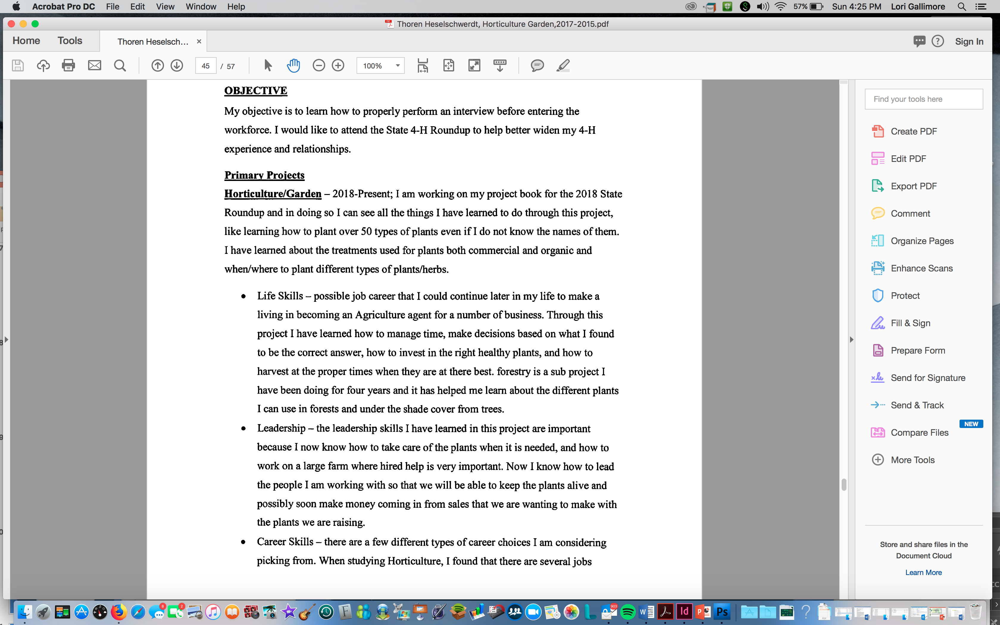 Acrobat Pro DC File Edit View Window Help 57% Sun 4:25 PM Lori Gallimore
Thoren Heselschwerdt, Horticulture Garden,2017-2015.pdf
Home Tools Thoren Heselsch... × ? Sign In
45 / 57 100%
OBJECTIVE
My objective is to learn how to properly perform an interview before entering the
workforce. I would like to attend the State 4-H Roundup to help better widen my 4-H
experience and relationships.
Primary Projects
Horticulture/Garden – 2018-Present; I am working on my project book for the 2018 State
Roundup and in doing so I can see all the things I have learned to do through this project,
like learning how to plant over 50 types of plants even if I do not know the names of them.
I have learned about the treatments used for plants both commercial and organic and
when/where to plant different types of plants/herbs.
• Life Skills – possible job career that I could continue later in my life to make a
living in becoming an Agriculture agent for a number of business. Through this
project I have learned how to manage time, make decisions based on what I found
to be the correct answer, how to invest in the right healthy plants, and how to
harvest at the proper times when they are at there best. forestry is a sub project I
have been doing for four years and it has helped me learn about the different plants
I can use in forests and under the shade cover from trees.
• Leadership – the leadership skills I have learned in this project are important
because I now know how to take care of the plants when it is needed, and how to
work on a large farm where hired help is very important. Now I know how to lead
the people I am working with so that we will be able to keep the plants alive and
possibly soon make money coming in from sales that we are wanting to make with
the plants we are raising.
• Career Skills – there are a few different types of career choices I am considering
picking from. When studying Horticulture, I found that there are several jobs
Find your tools here
Create PDF
Edit PDF
Export PDF
Comment
Organize Pages
Enhance Scans
Protect
Fill & Sign
Prepare Form
Send for Signature
Send & Track
NEW
Compare Files
More Tools
Store and share files in the
Document Cloud
Learn More
8 2 903 W Id P Ps